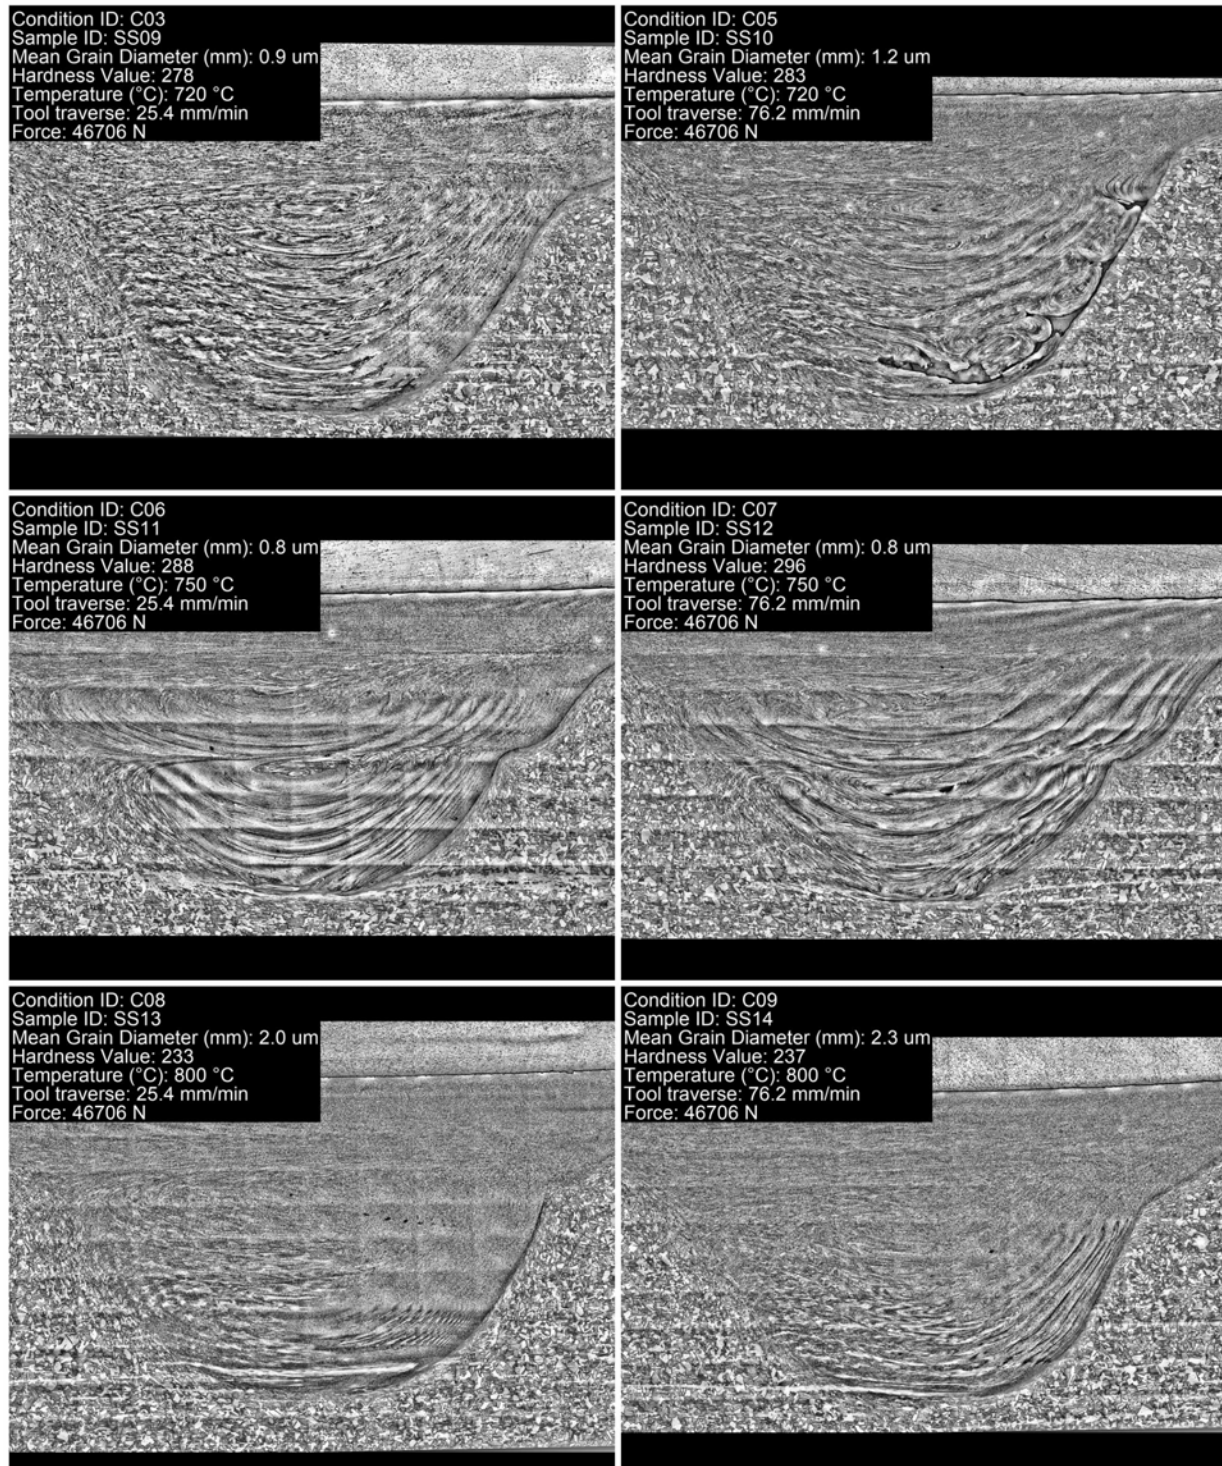 Condition ID: C03
Sample ID: SS09
Mean Grain Diameter (mm): 0.9 um
Hardness Value: 278
Temperature (°C): 720 °C
Tool traverse: 25.4 mm/min
Force: 46706 N
Condition ID: C05
Sample ID: SS10
Mean Grain Diameter (mm): 1.2 um
Hardness Value: 283
Temperature (°C): 720 °C
Tool traverse: 76.2 mm/min
Force: 46706 N
Condition ID: C06
Sample ID: SS11
Mean Grain Diameter (mm): 0.8 um
Hardness Value: 288
Temperature (°C): 750 °C
Tool traverse: 25.4 mm/min
Force: 46706 N
Condition ID: C07
Sample ID: SS12
Mean Grain Diameter (mm): 0.8 um
Hardness Value: 296
Temperature (°C): 750 °C
Tool traverse: 76.2 mm/min
Force: 46706 N
Condition ID: C08
Sample ID: SS13
Mean Grain Diameter (mm): 2.0 um
Hardness Value: 233
Temperature (°C): 800 °C
Tool traverse: 25.4 mm/min
Force: 46706 N
Condition ID: C09
Sample ID: SS14
Mean Grain Diameter (mm): 2.3 um
Hardness Value: 237
Temperature (°C): 800 °C
Tool traverse: 76.2 mm/min
Force: 46706 N